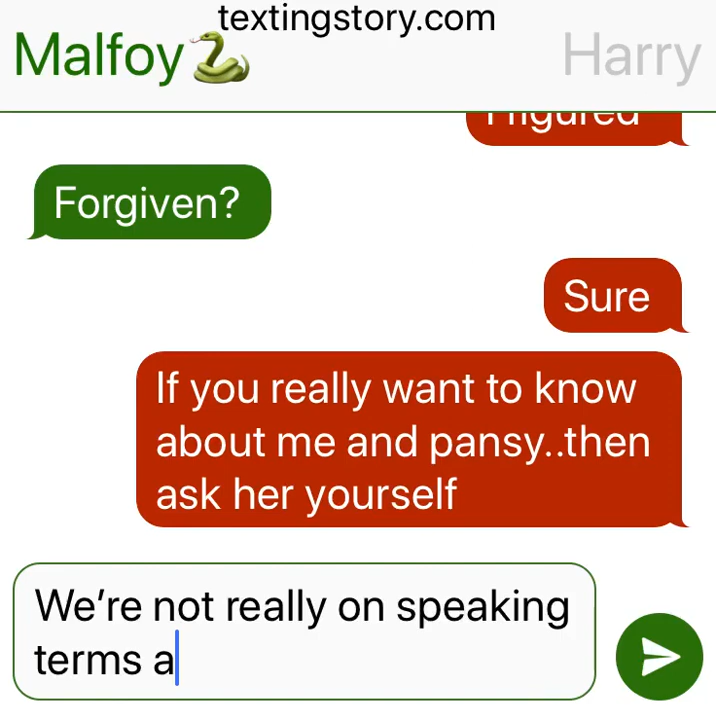 textingstory.com
Malfoy
Harry
Forgiven?
Sure
If you really want to know
about me and pansy..then
ask her yourself
We're not really on speaking
terms a